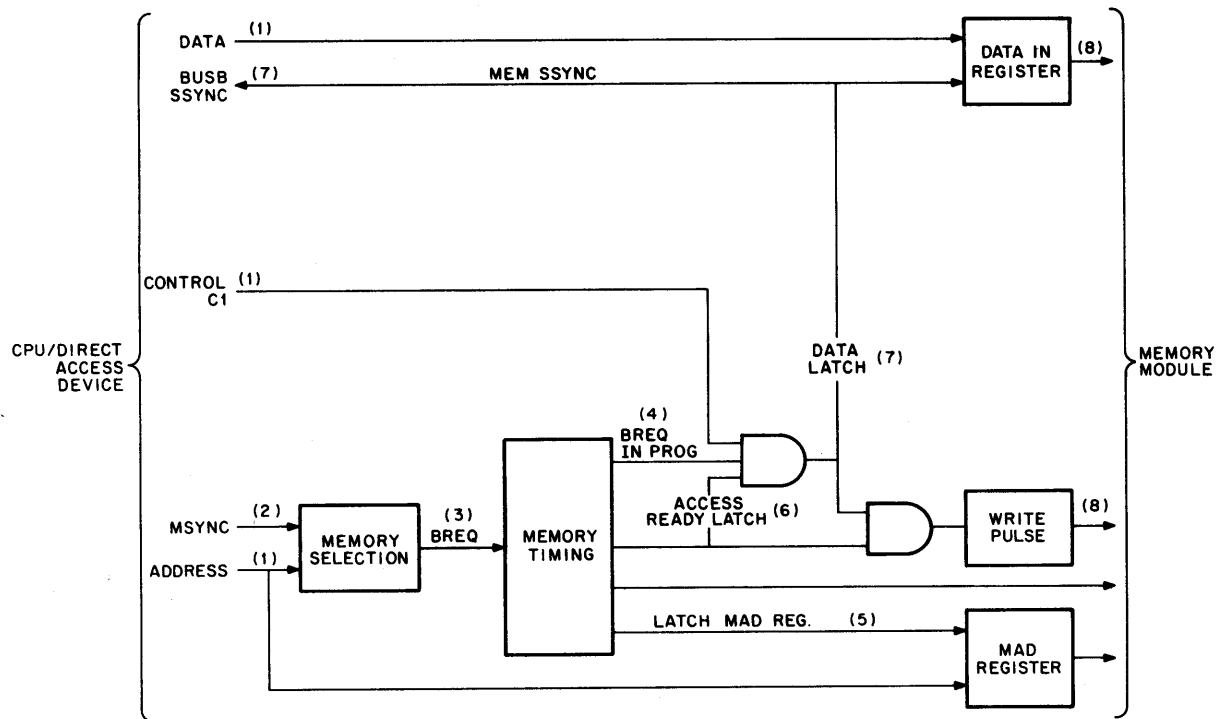 DATA (1)
BUSB (7) MEM SSYNC
SSYNC
DATA IN
REGISTER
(8)
CONTROL (1)
C1
CPU/DIRECT
ACCESS
DEVICE
DATA
LATCH (7)
MEMORY
MODULE
(4)
BREQ
IN PROG
ACCESS
READY LATCH (6)
MSYNC (2)
ADDRESS (1)
MEMORY
SELECTION
(3)
BREQ
MEMORY
TIMING
WRITE
PULSE
(8)
LATCH MAD REG. (5)
MAD
REGISTER